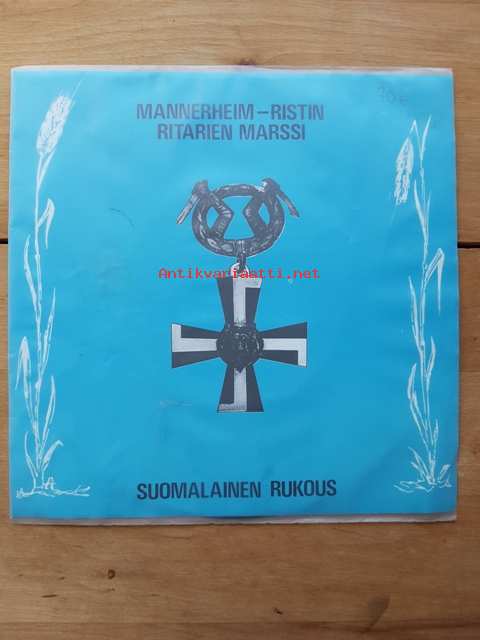 MANNERHEIM-RISTIN
RITARIEN MARSSI
Antikvariaatti.net
SUOMALAINEN RUKOUS